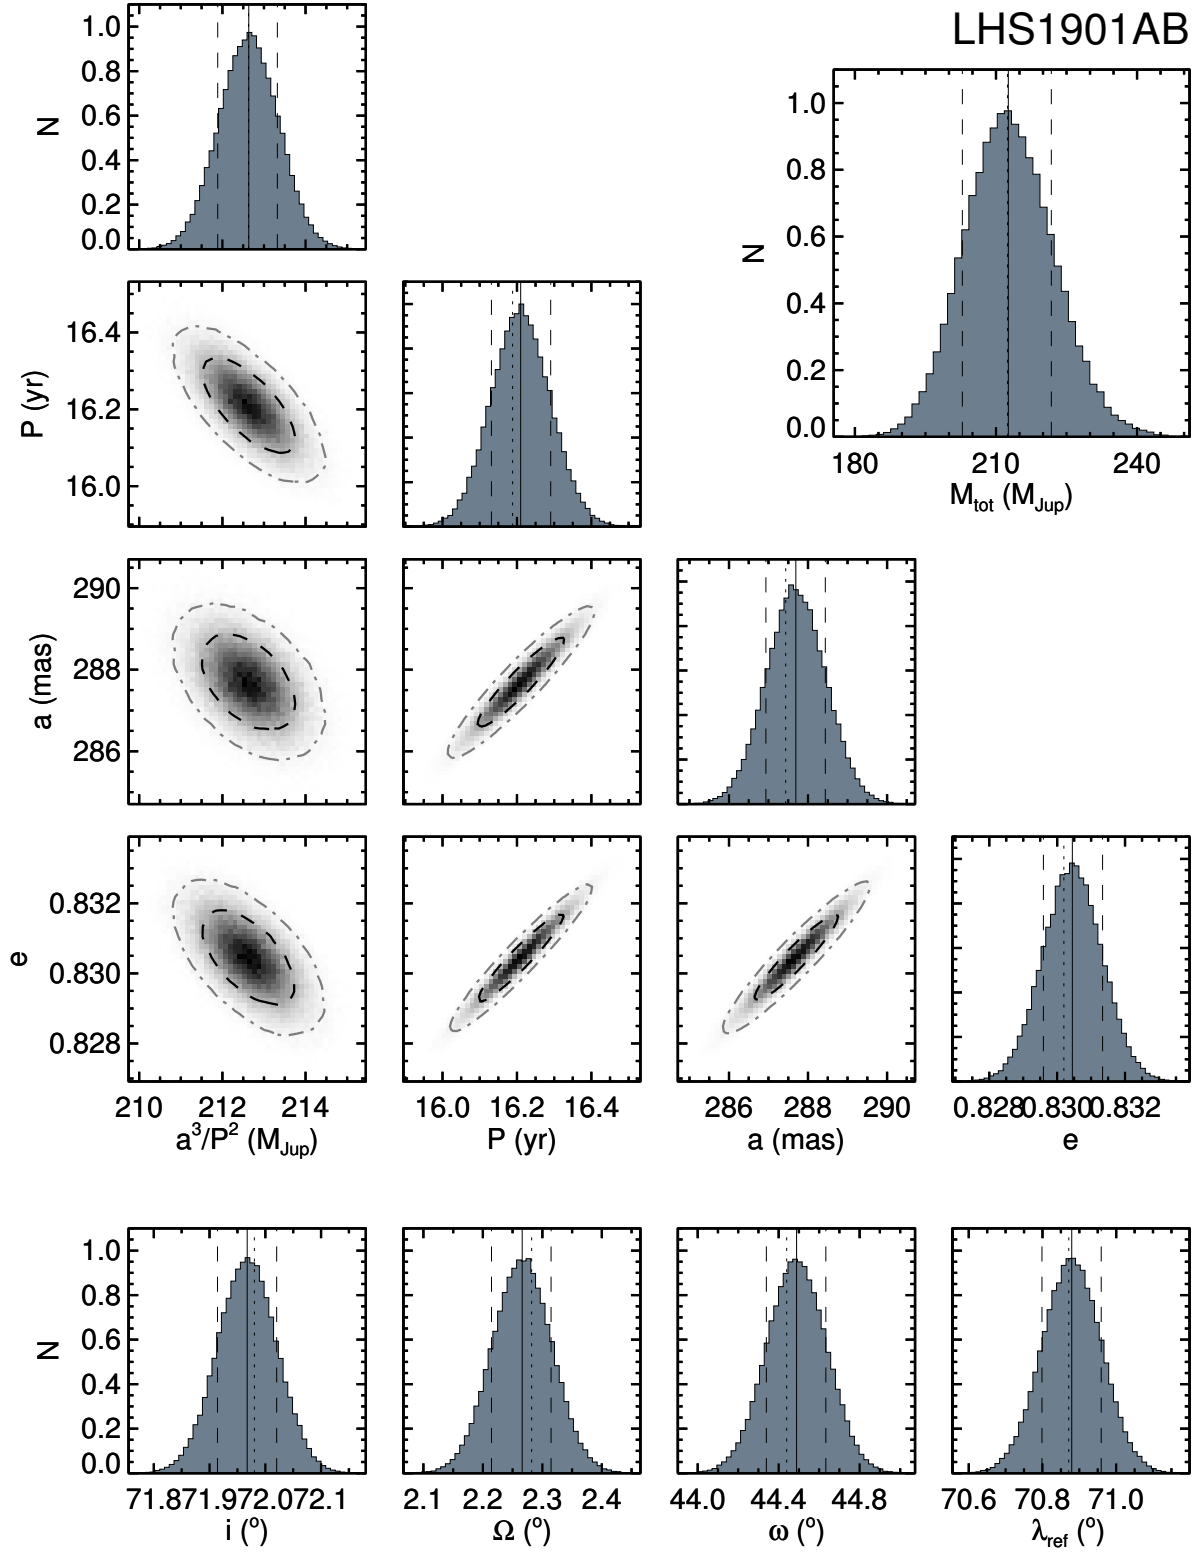 LHS1901AB
1.0
0.8
0.6
0.4
0.2
0.0
N
1.0
0.8
0.6
0.4
0.2
0.0
N
180 210 240
M_tot (M_Jup)
16.4
16.2
16.0
P (yr)
290
288
286
a (mas)
0.832
0.830
0.828
e
210 212 214
a³/P² (M_Jup)
16.0 16.2 16.4
P (yr)
286 288 290
a (mas)
0.828 0.830 0.832
e
1.0
0.8
0.6
0.4
0.2
0.0
N
71.8 71.9 72.0 72.1
i (º)
2.1 2.2 2.3 2.4
Ω (º)
44.0 44.4 44.8
ω (º)
70.6 70.8 71.0
λ_ref (º)